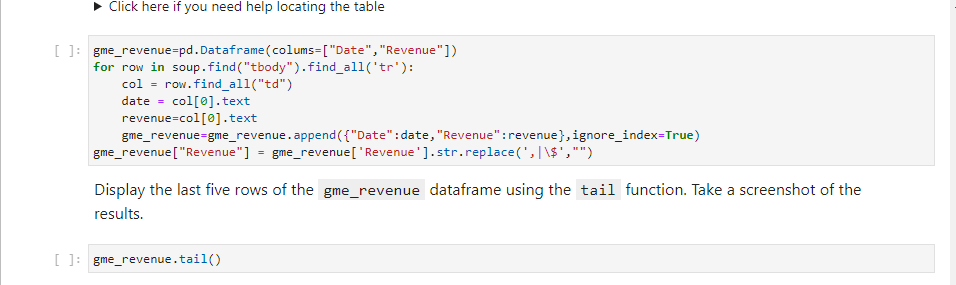 ▶ Click here if you need help locating the table
[ ]: gme_revenue=pd.Dataframe(colums=["Date","Revenue"])
for row in soup.find("tbody").find_all('tr'):
    col = row.find_all("td")
    date = col[0].text
    revenue=col[0].text
    gme_revenue=gme_revenue.append({"Date":date,"Revenue":revenue},ignore_index=True)
gme_revenue["Revenue"] = gme_revenue['Revenue'].str.replace(',|\$',"")
Display the last five rows of the gme_revenue dataframe using the tail function. Take a screenshot of the
results.
[ ]: gme_revenue.tail()